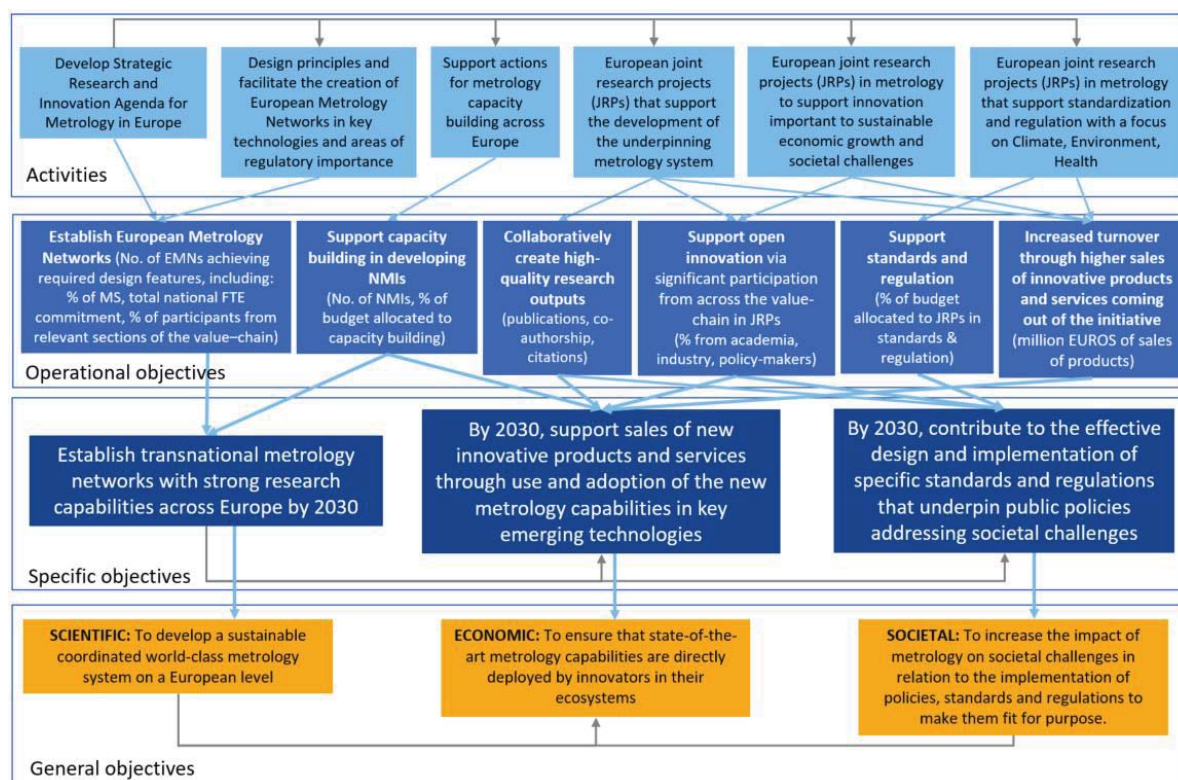 Develop Strategic
Research and
Innovation Agenda for
Metrology in Europe
Design principles and
facilitate the creation of
European Metrology
Networks in key
technologies and areas of
regulatory importance
Support actions
for metrology
capacity
building across
Europe
European joint
research projects
(JRPs) that support
the development of
the underpinning
metrology system
European joint research
projects (JRPs) in metrology
to support innovation
important to sustainable
economic growth and
societal challenges
European joint research
projects (JRPs) in metrology
that support standardization
and regulation with a focus
on Climate, Environment,
Health
Activities
Establish European Metrology
Networks (No. of EMNs achieving
required design features, including:
% of MS, total national FTE
commitment, % of participants from
relevant sections of the value–chain)
Support capacity
building in developing
NMIs
(No. of NMIs, % of
budget allocated to
capacity building)
Collaboratively
create high-
quality research
outputs
(publications, co-
authorship,
citations)
Support open
innovation via
significant participation
from across the value-
chain in JRPs
(% from academia,
industry, policy-makers)
Support
standards and
regulation
(% of budget
allocated to JRPs in
standards &
regulation)
Increased turnover
through higher sales
of innovative products
and services coming
out of the initiative
(million EUROS of sales
of products)
Operational objectives
Establish transnational metrology
networks with strong research
capabilities across Europe by 2030
By 2030, support sales of new
innovative products and services
through use and adoption of the new
metrology capabilities in key
emerging technologies
By 2030, contribute to the effective
design and implementation of
specific standards and regulations
that underpin public policies
addressing societal challenges
Specific objectives
SCIENTIFIC: To develop a sustainable
coordinated world-class metrology
system on a European level
ECONOMIC: To ensure that state-of-the-
art metrology capabilities are directly
deployed by innovators in their
ecosystems
SOCIETAL: To increase the impact of
metrology on societal challenges in
relation to the implementation of
policies, standards and regulations to
make them fit for purpose.
General objectives